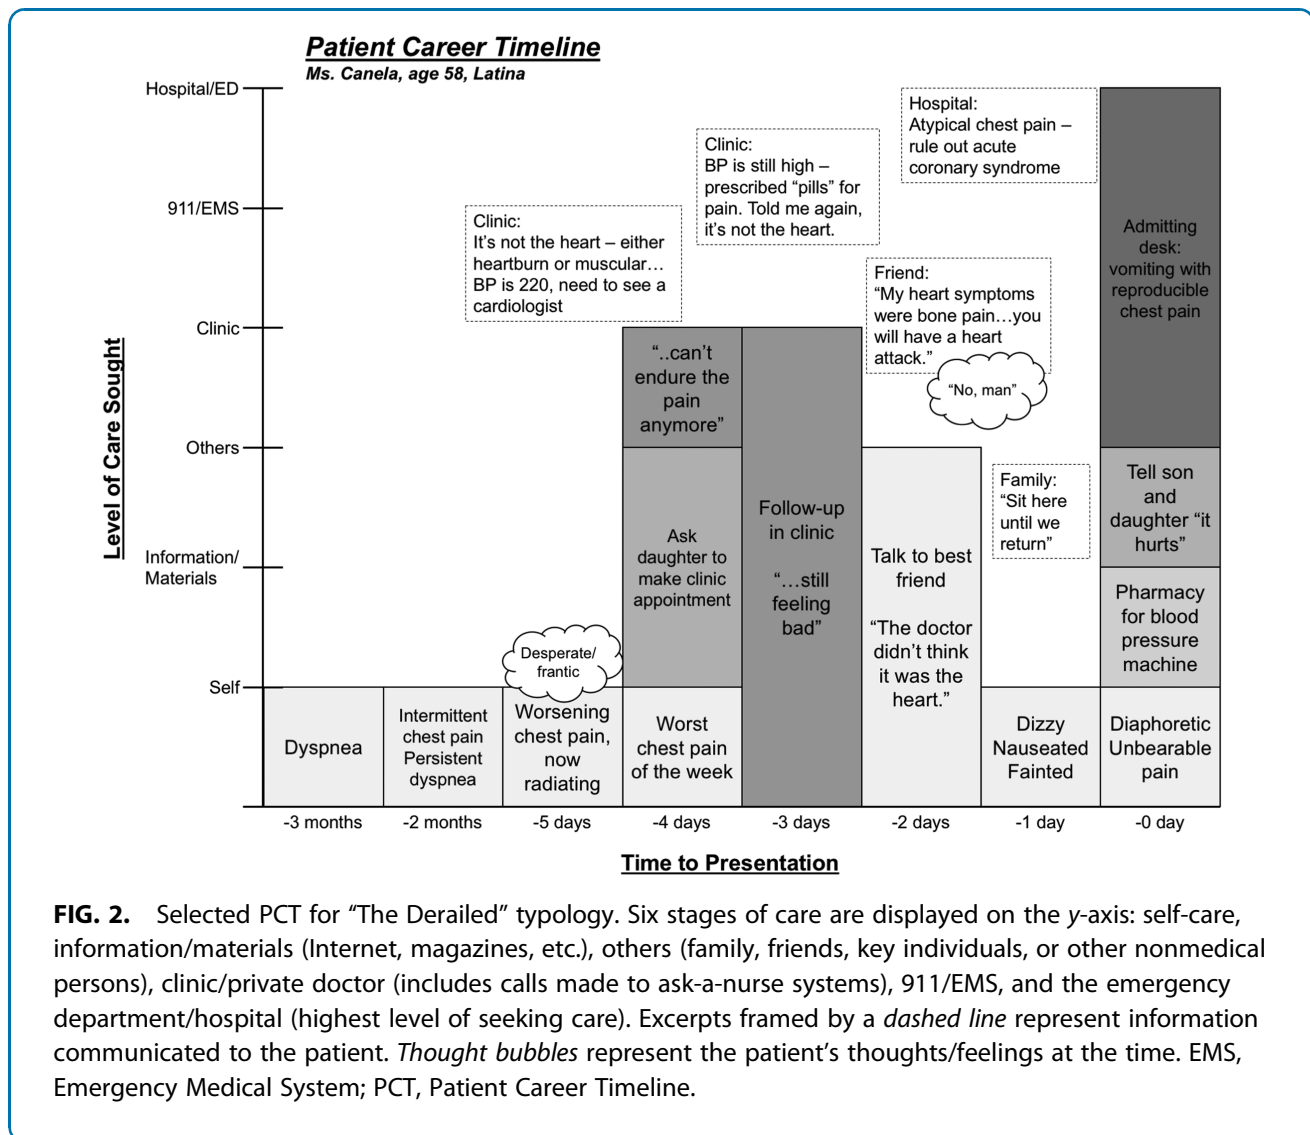 Patient Career Timeline
Ms. Canela, age 58, Latina
Level of Care Sought
Hospital/ED
911/EMS
Clinic
Others
Information/
Materials
Self
Clinic:
It's not the heart – either
heartburn or muscular…
BP is 220, need to see a
cardiologist
Clinic:
BP is still high –
prescribed “pills” for
pain. Told me again,
it's not the heart.
Hospital:
Atypical chest pain –
rule out acute
coronary syndrome
Friend:
“My heart symptoms
were bone pain…you
will have a heart
attack.”
“No, man”
Family:
“Sit here
until we
return”
Desperate/
frantic
Dyspnea
Intermittent
chest pain
Persistent
dyspnea
Worsening
chest pain,
now
radiating
“..can't
endure the
pain
anymore”
Ask
daughter to
make clinic
appointment
Worst
chest pain
of the week
Follow-up
in clinic
“…still
feeling
bad”
Talk to best
friend
“The doctor
didn't think
it was the
heart.”
Dizzy
Nauseated
Fainted
Admitting
desk:
vomiting with
reproducible
chest pain
Tell son
and
daughter “it
hurts”
Pharmacy
for blood
pressure
machine
Diaphoretic
Unbearable
pain
-3 months
-2 months
-5 days
-4 days
-3 days
-2 days
-1 day
-0 day
Time to Presentation
FIG. 2. Selected PCT for “The Derailed” typology. Six stages of care are displayed on the y-axis: self-care,
information/materials (Internet, magazines, etc.), others (family, friends, key individuals, or other nonmedical
persons), clinic/private doctor (includes calls made to ask-a-nurse systems), 911/EMS, and the emergency
department/hospital (highest level of seeking care). Excerpts framed by a dashed line represent information
communicated to the patient. Thought bubbles represent the patient's thoughts/feelings at the time. EMS,
Emergency Medical System; PCT, Patient Career Timeline.